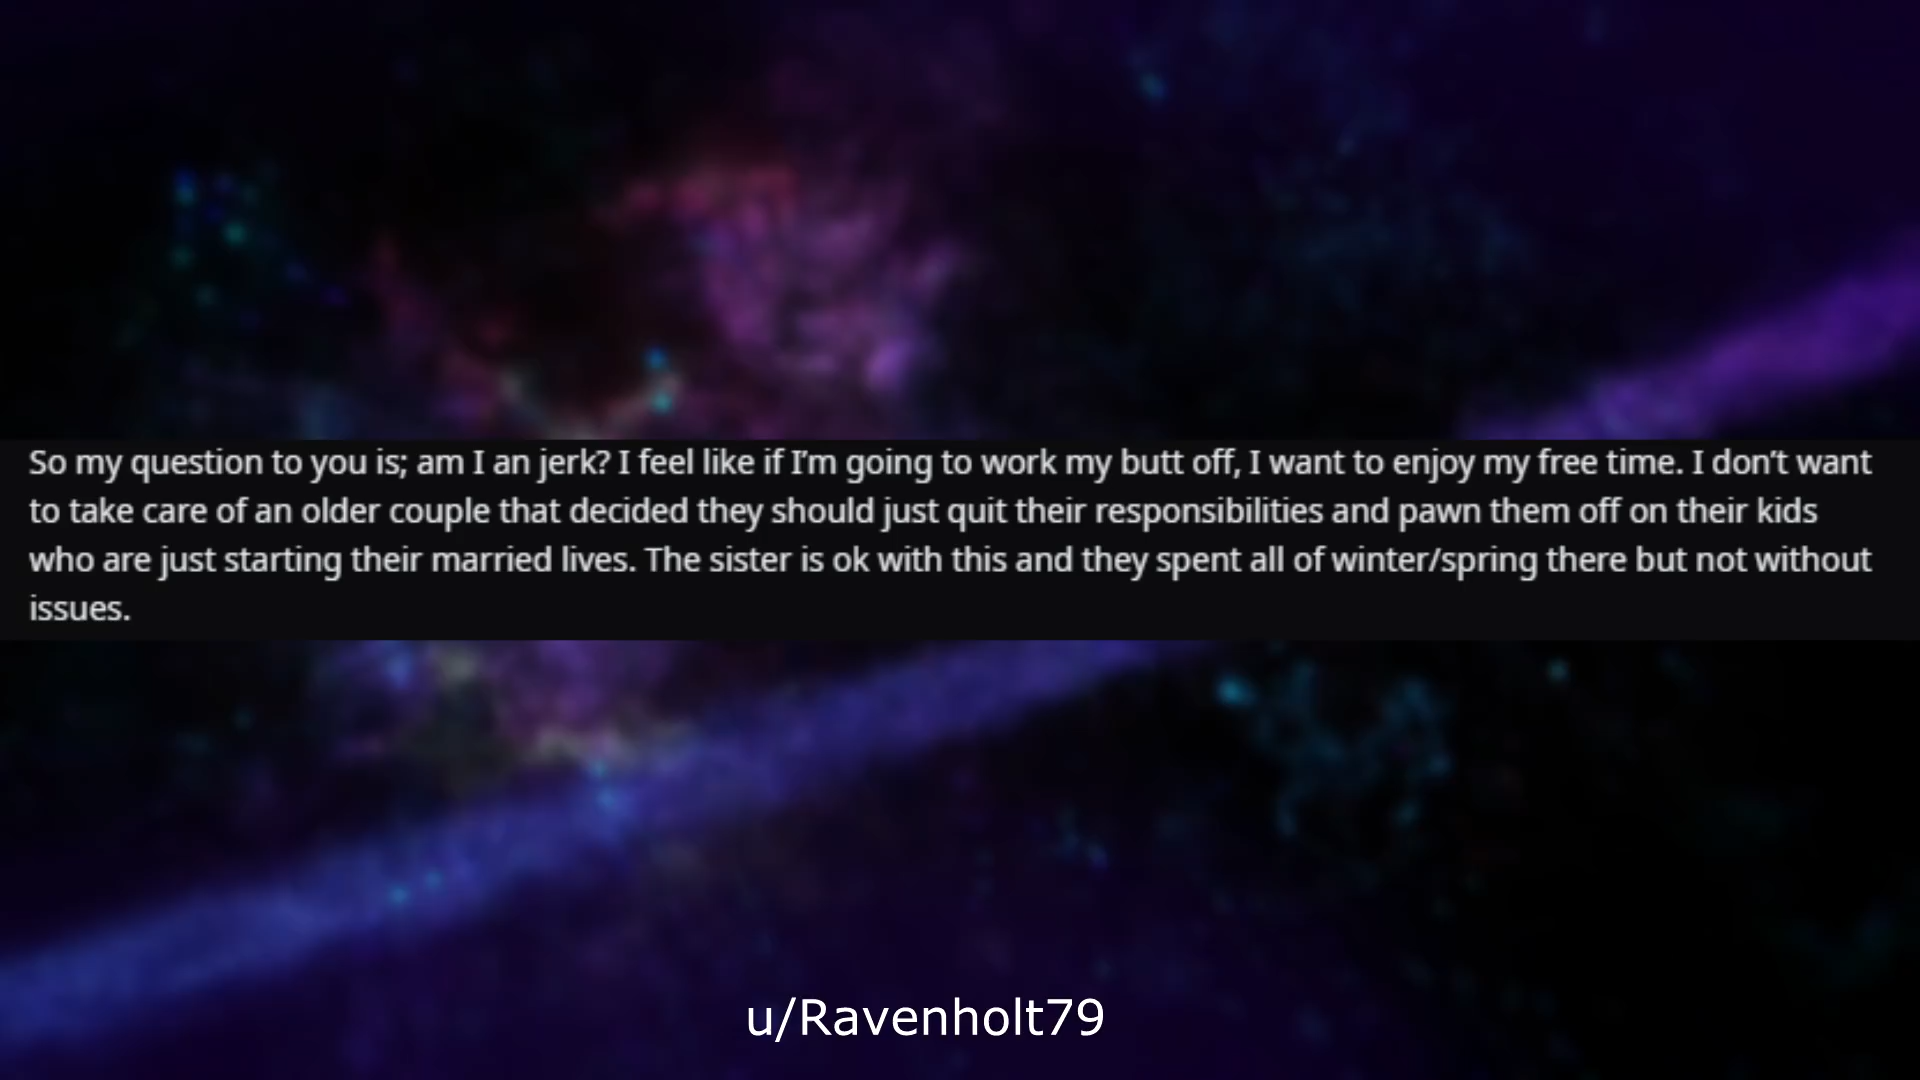 So my question to you is; am I an jerk? I feel like if I’m going to work my butt off, I want to enjoy my free time. I don’t want
to take care of an older couple that decided they should just quit their responsibilities and pawn them off on their kids
who are just starting their married lives. The sister is ok with this and they spent all of winter/spring there but not without
issues.
u/Ravenholt79